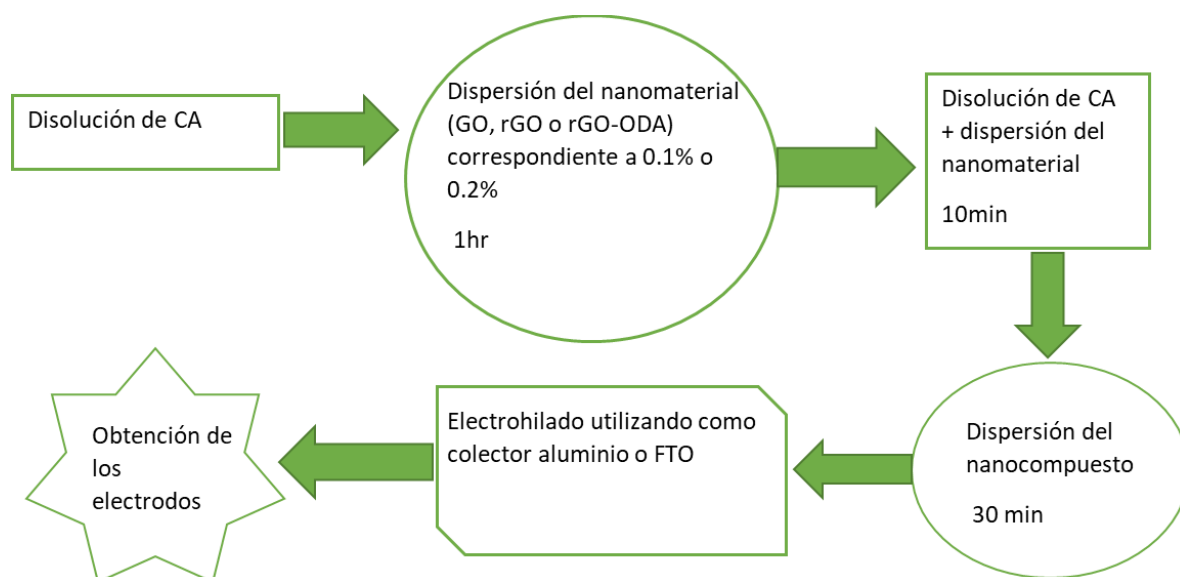 Disolución de CA
Dispersión del nanomaterial
(GO, rGO o rGO-ODA)
correspondiente a 0.1% o
0.2%
1hr
Disolución de CA
+ dispersión del
nanomaterial
10min
Dispersión del
nanocompuesto
30 min
Electrohilado utilizando como
colector aluminio o FTO
Obtención de
los
electrodos